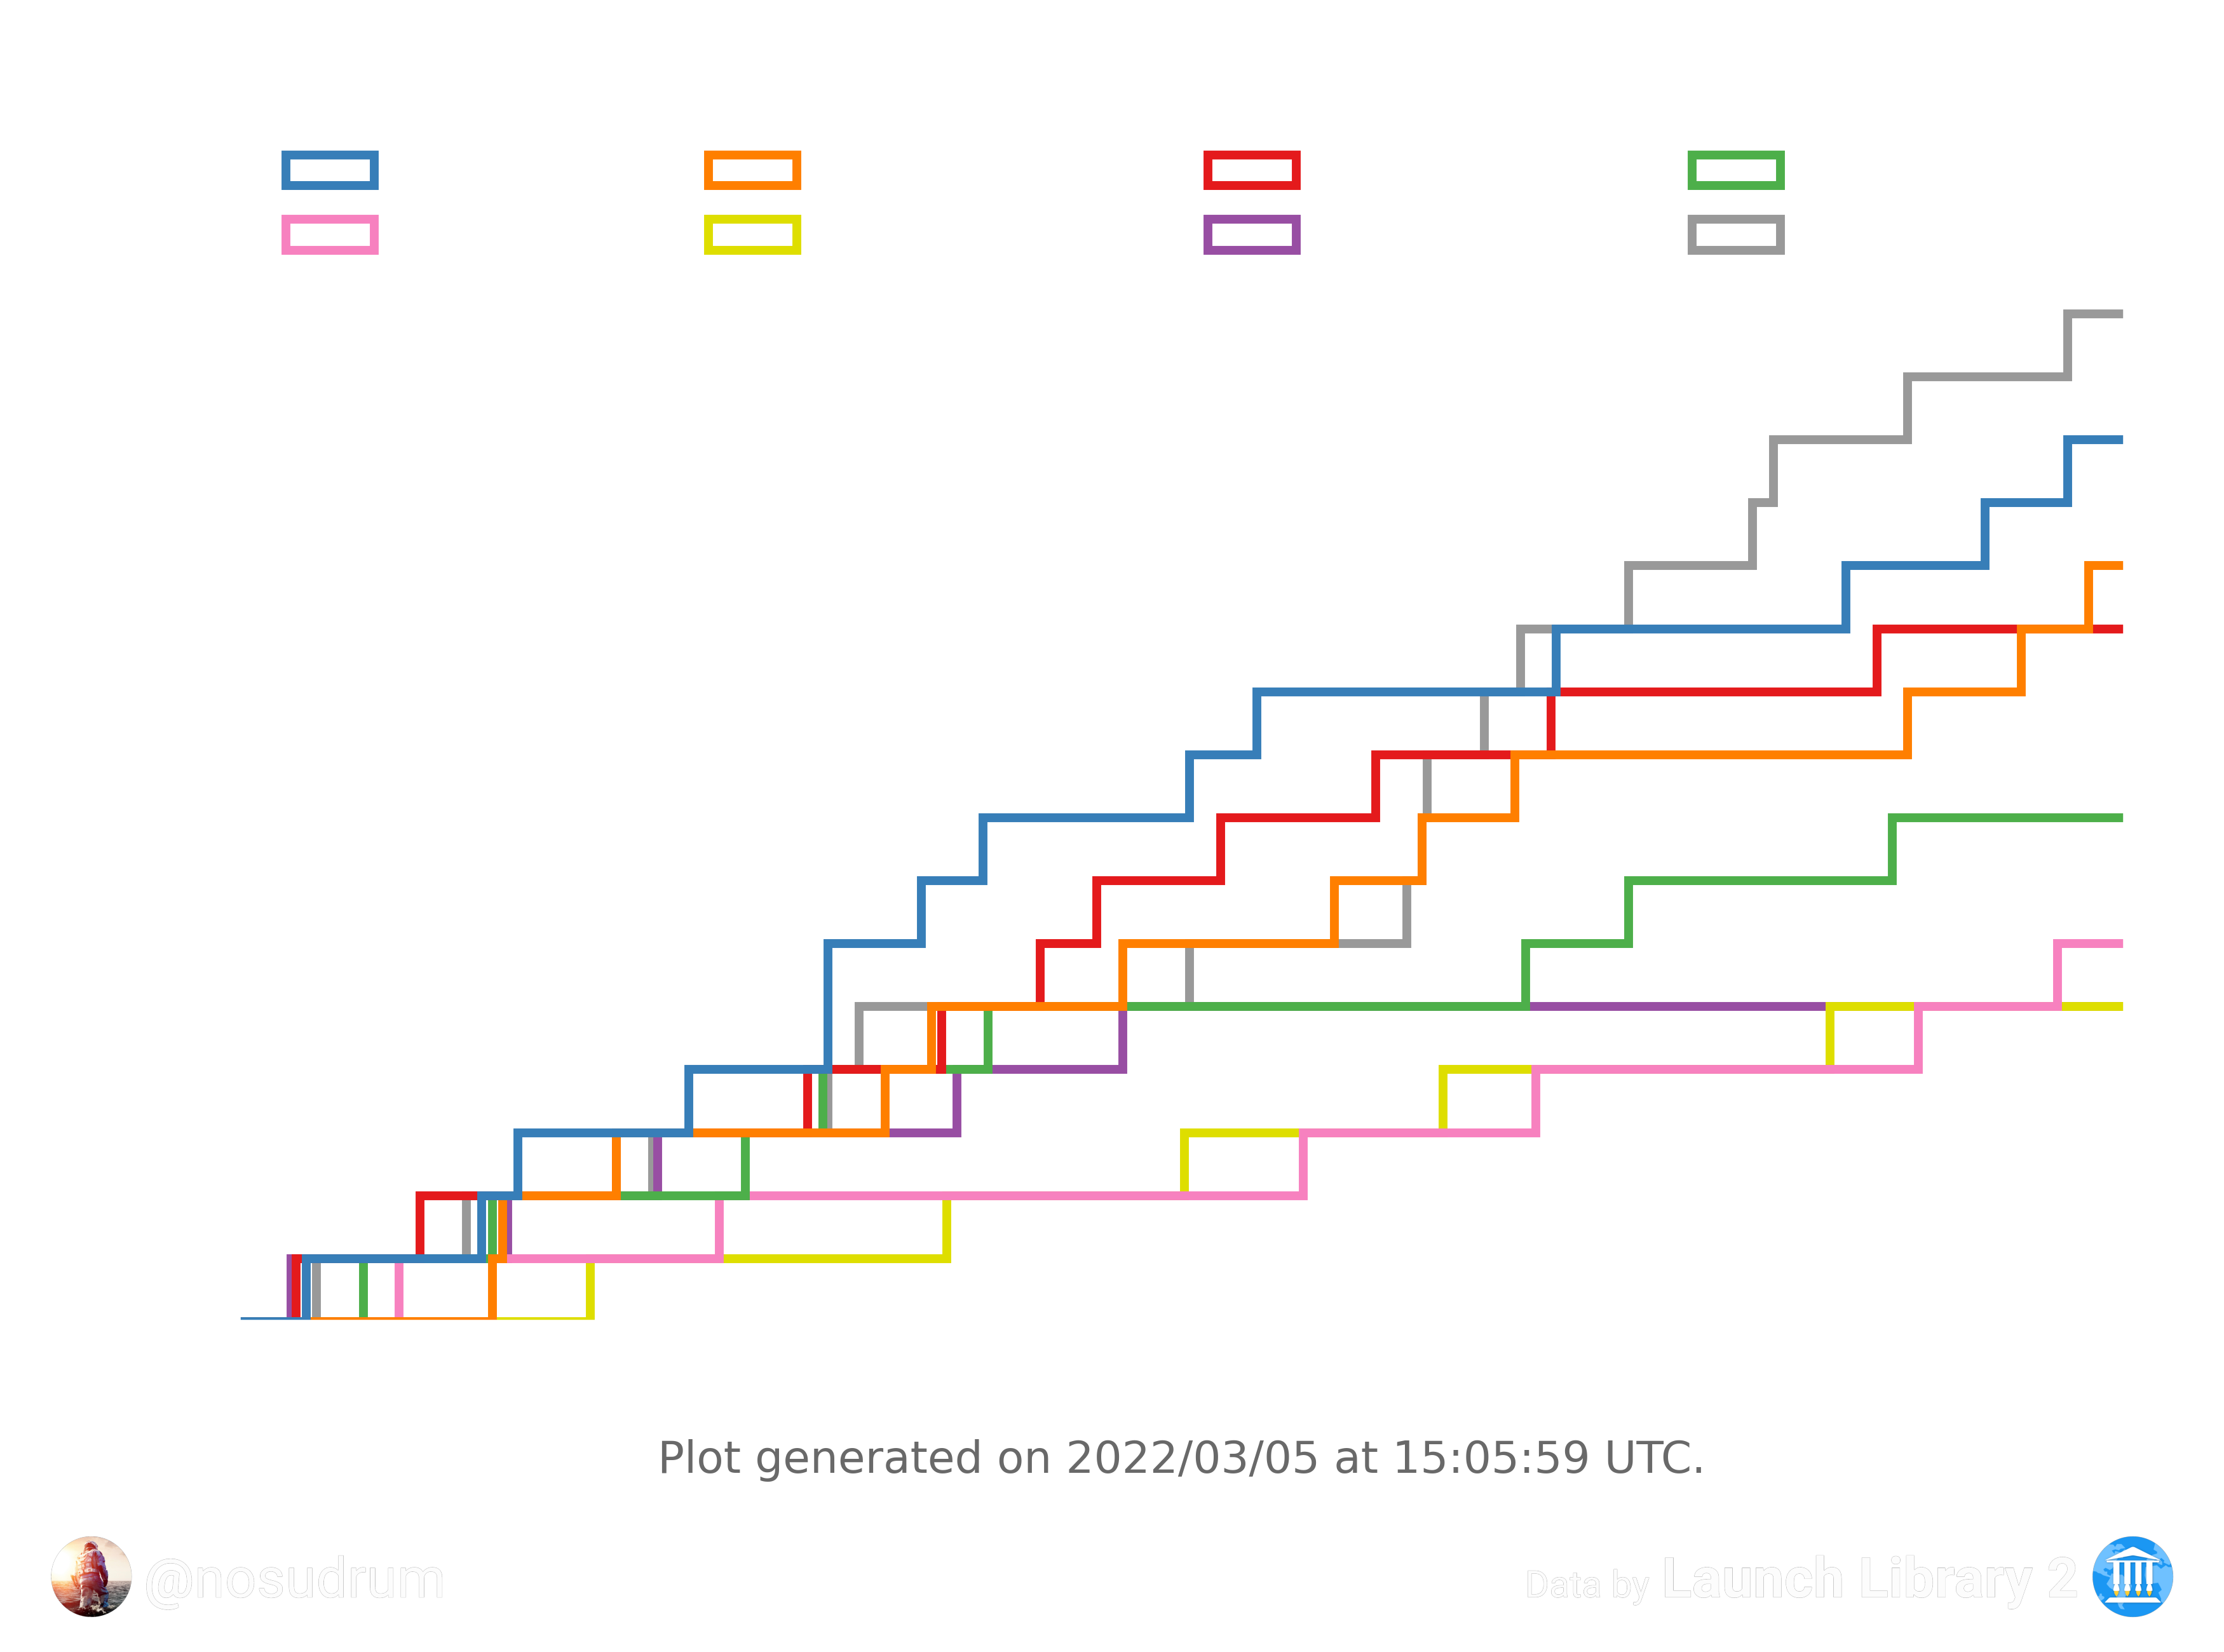 Plot generated on 2022/03/05 at 15:05:59 UTC.
@nosudrum
Data by Launch Library 2